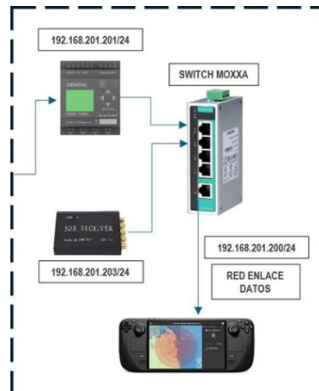 192.168.201.201/24
SWITCH MOXXA
SIEMENS
SDR RECEIVER
192.168.201.203/24
192.168.201.200/24
RED ENLACE
DATOS